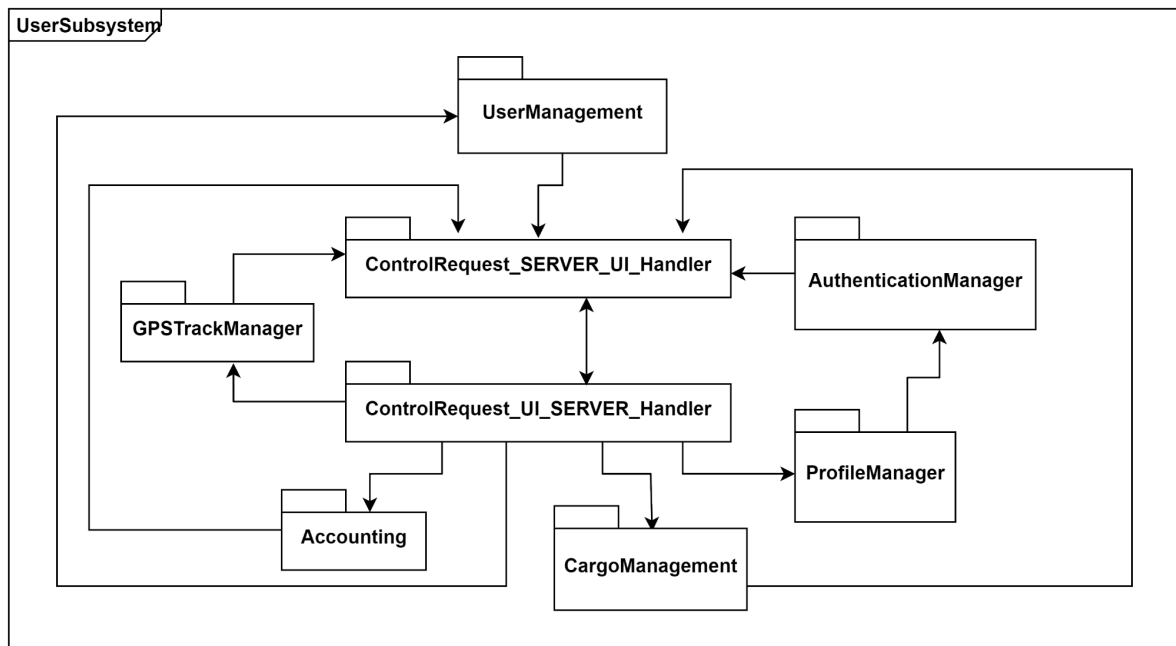 UserSubsystem
UserManagement
ControlRequest_SERVER_UI_Handler
AuthenticationManager
GPSTrackManager
ControlRequest_UI_SERVER_Handler
ProfileManager
Accounting
CargoManagement